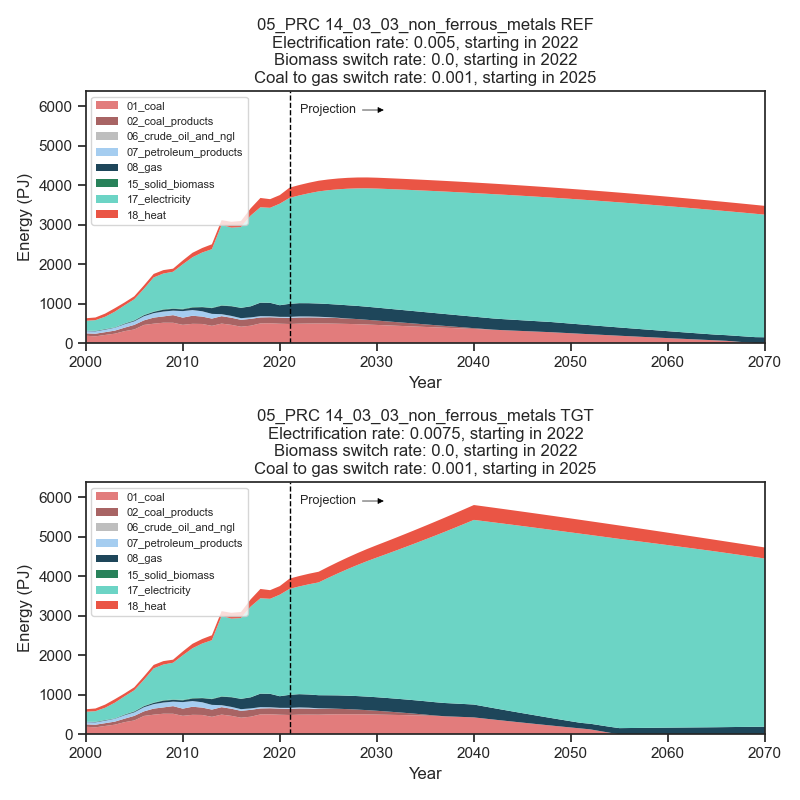 05_PRC 14_03_03_non_ferrous_metals REF
Electrification rate: 0.005, starting in 2022
Biomass switch rate: 0.0, starting in 2022
Coal to gas switch rate: 0.001, starting in 2025
6000
5000
4000
3000
2000
1000
0
Energy (PJ)
01_coal
02_coal_products
06_crude_oil_and_ngl
07_petroleum_products
08_gas
15_solid_biomass
17_electricity
18_heat
Projection
2000 2010 2020 2030 2040 2050 2060 2070
Year
05_PRC 14_03_03_non_ferrous_metals TGT
Electrification rate: 0.0075, starting in 2022
Biomass switch rate: 0.0, starting in 2022
Coal to gas switch rate: 0.001, starting in 2025
6000
5000
4000
3000
2000
1000
0
Energy (PJ)
01_coal
02_coal_products
06_crude_oil_and_ngl
07_petroleum_products
08_gas
15_solid_biomass
17_electricity
18_heat
Projection
2000 2010 2020 2030 2040 2050 2060 2070
Year